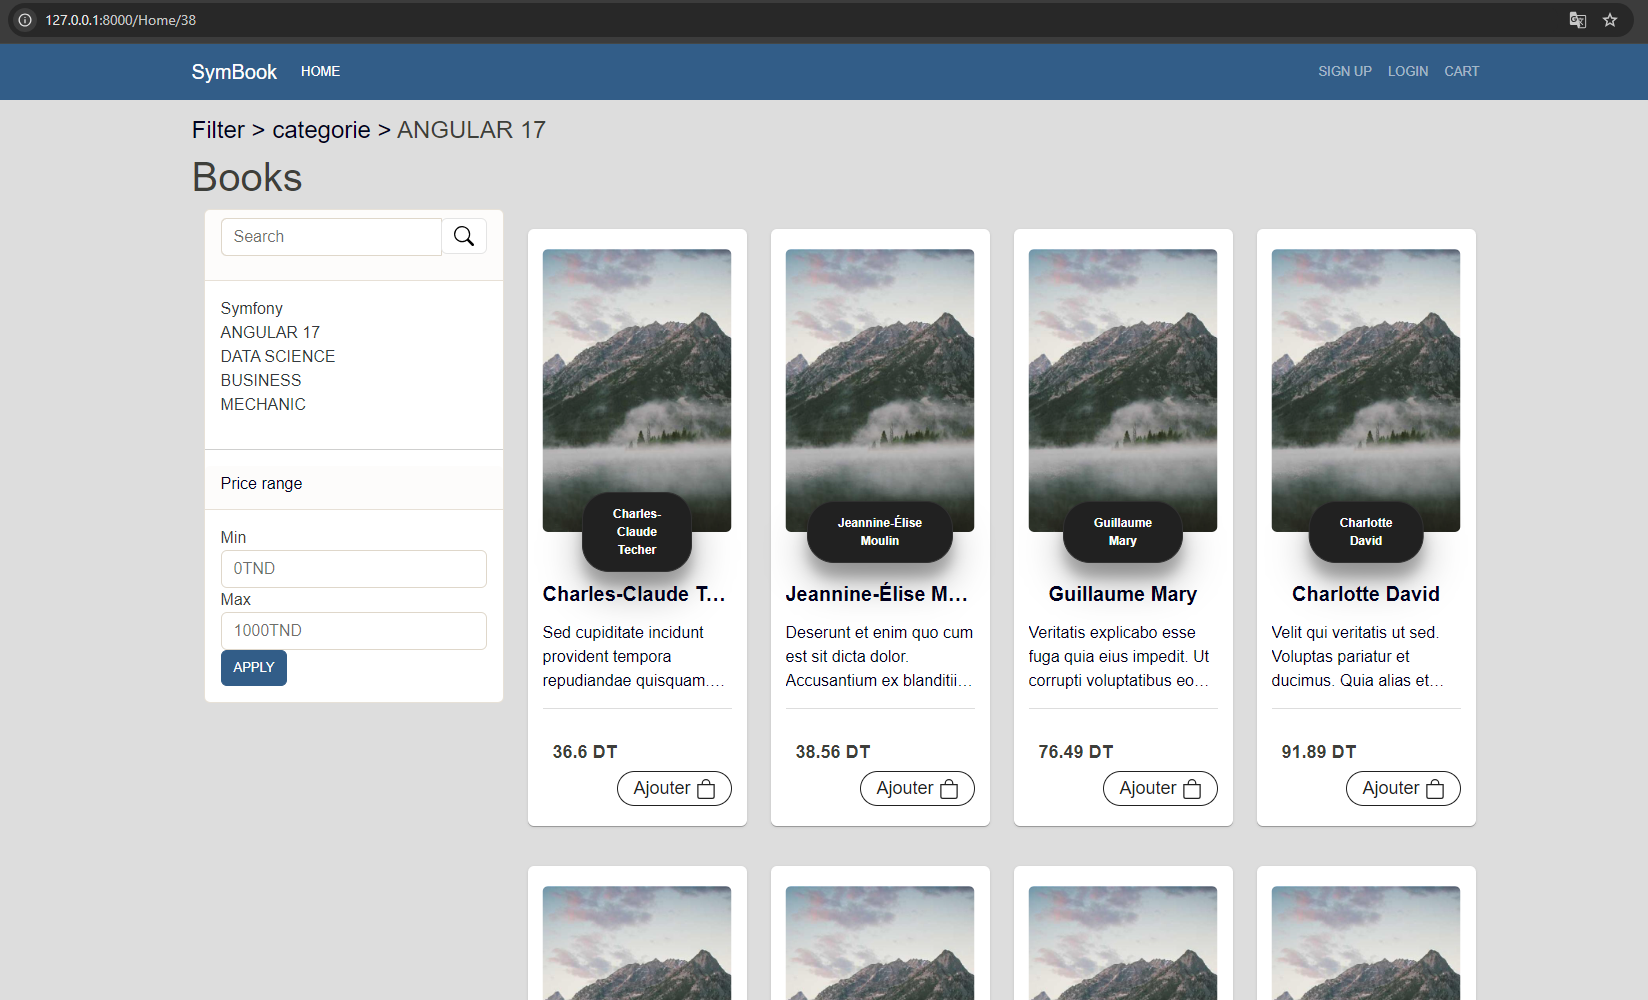 127.0.0.1:8000/Home/38
SymBook HOME SIGN UP LOGIN CART
Filter > categorie > ANGULAR 17
Books
Search
Symfony
ANGULAR 17
DATA SCIENCE
BUSINESS
MECHANIC
Price range
Min
0TND
Max
1000TND
APPLY
Charles-
Claude
Techer
Charles-Claude T...
Sed cupiditate incidunt
provident tempora
repudiandae quisquam....
36.6 DT
Ajouter
Jeannine-Élise
Moulin
Jeannine-Élise M...
Deserunt et enim quo cum
est sit dicta dolor.
Accusantium ex blanditii...
38.56 DT
Ajouter
Guillaume
Mary
Guillaume Mary
Veritatis explicabo esse
fuga quia eius impedit. Ut
corrupti voluptatibus eo...
76.49 DT
Ajouter
Charlotte
David
Charlotte David
Velit qui veritatis ut sed.
Voluptas pariatur et
ducimus. Quia alias et...
91.89 DT
Ajouter